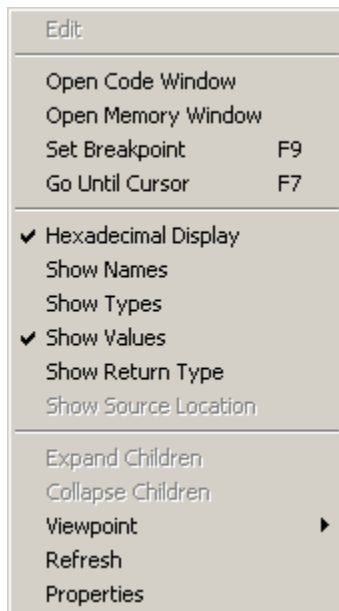 Edit
Open Code Window
Open Memory Window
Set Breakpoint F9
Go Until Cursor F7
Hexadecimal Display
Show Names
Show Types
Show Values
Show Return Type
Show Source Location
Expand Children
Collapse Children
Viewpoint
Refresh
Properties